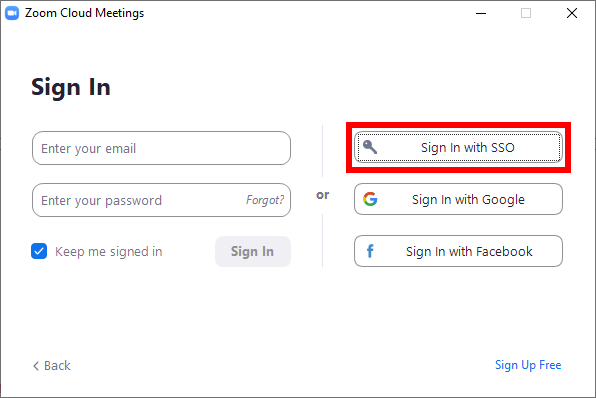 Zoom Cloud Meetings
Sign In
Enter your email
Enter your password
Forgot?
Keep me signed in
Sign In
or
Sign In with SSO
Sign In with Google
Sign In with Facebook
Back
Sign Up Free